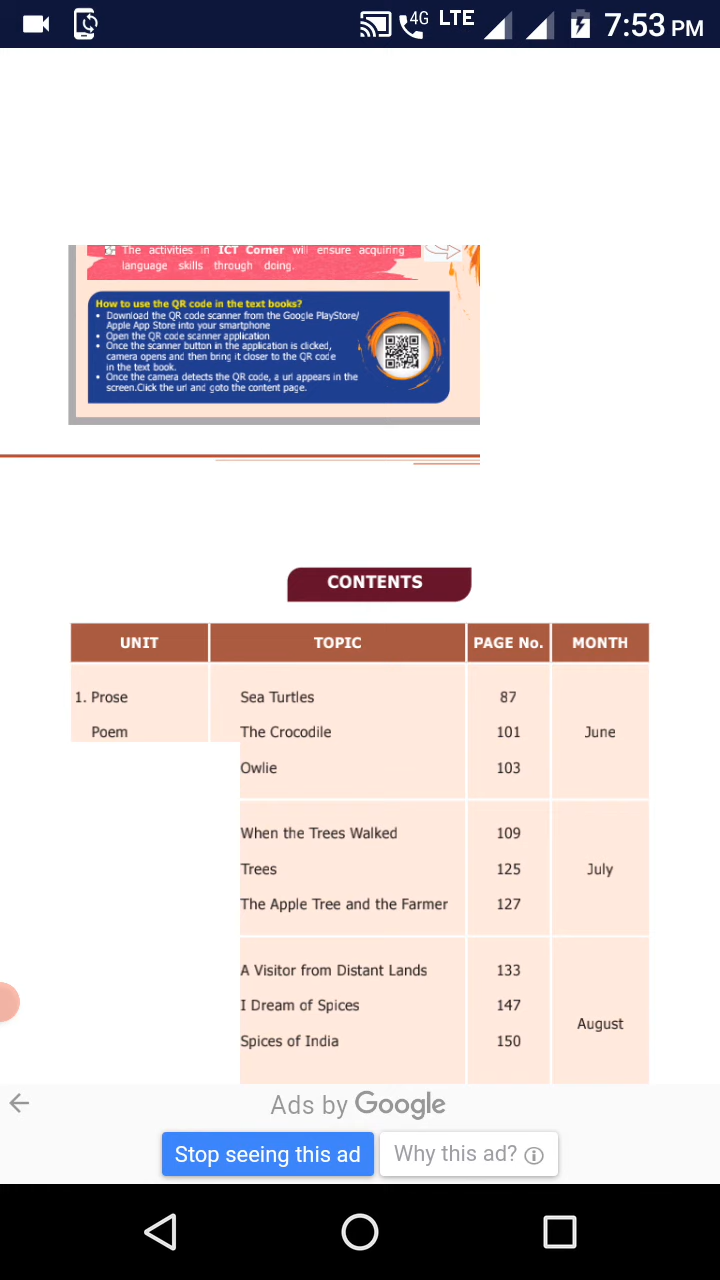 4G LTE 7:53 PM
The activities in ICT Corner will ensure acquiring
language skills through doing.
How to use the QR code in the text books?
• Download the QR code scanner from the Google PlayStore/
Apple App Store into your smartphone
• Open the QR code scanner application
• Once the scanner button in the application is clicked,
camera opens and then bring it closer to the QR code
in the text book.
• Once the camera detects the QR code, a url appears in the
screen.Click the url and goto the content page.
CONTENTS
UNIT TOPIC PAGE No. MONTH
1. Prose Sea Turtles 87
Poem The Crocodile 101 June
Owlie 103
When the Trees Walked 109
Trees 125 July
The Apple Tree and the Farmer 127
A Visitor from Distant Lands 133
I Dream of Spices 147
August
Spices of India 150
Ads by Google
Stop seeing this ad Why this ad?